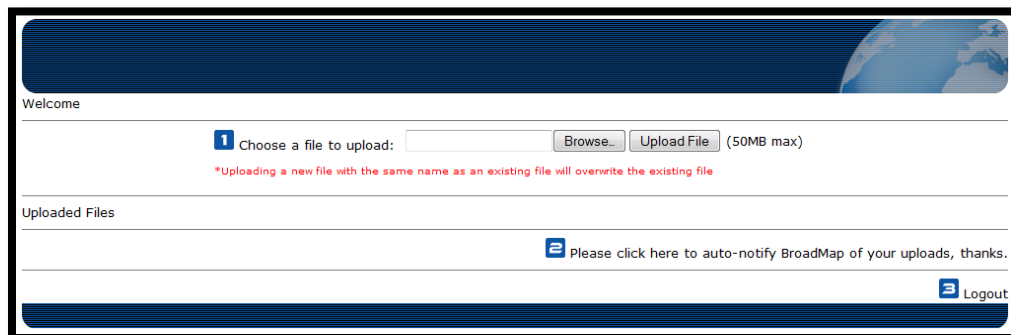 Welcome
1 Choose a file to upload: Browse... Upload File (50MB max)
*Uploading a new file with the same name as an existing file will overwrite the existing file
Uploaded Files
2 Please click here to auto-notify BroadMap of your uploads, thanks.
3 Logout